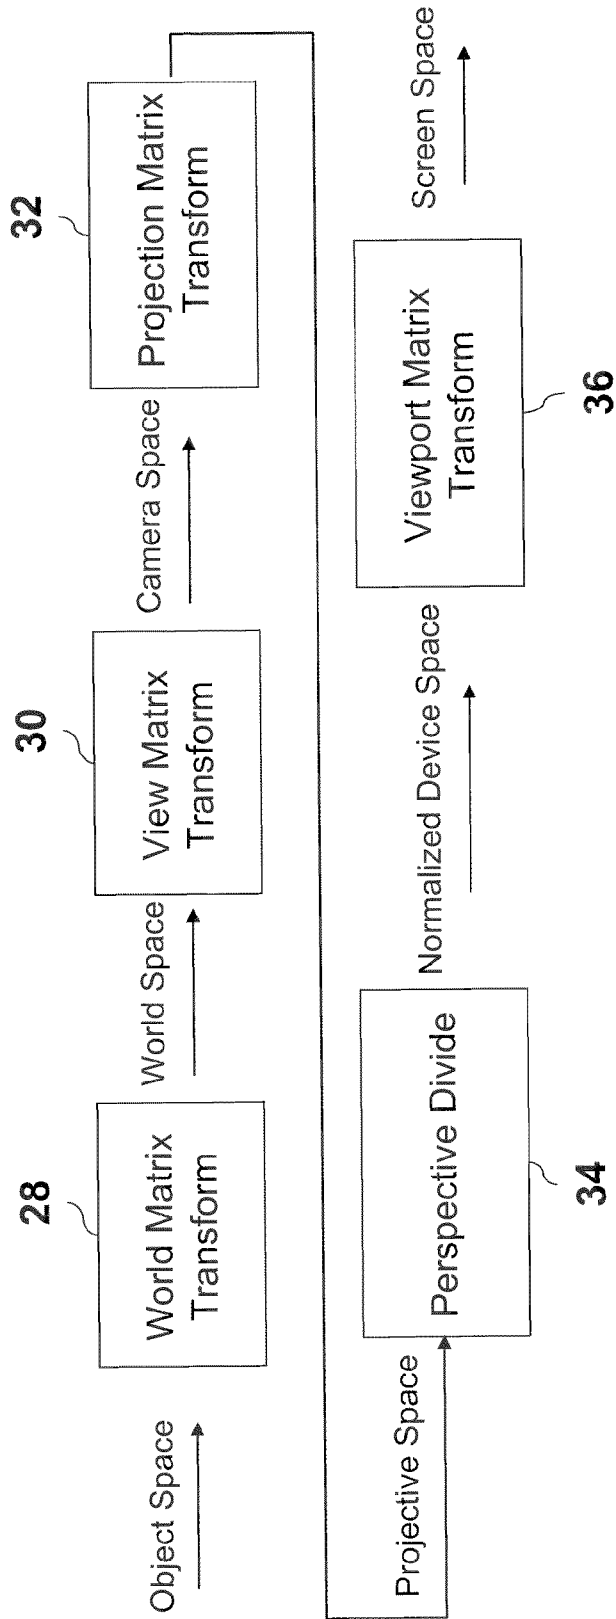 28
30
32
Object Space
World Matrix
Transform
World Space
View Matrix
Transform
Camera Space
Projection Matrix
Transform
Projective Space
Perspective Divide
Normalized Device Space
Viewport Matrix
Transform
Screen Space
34
36